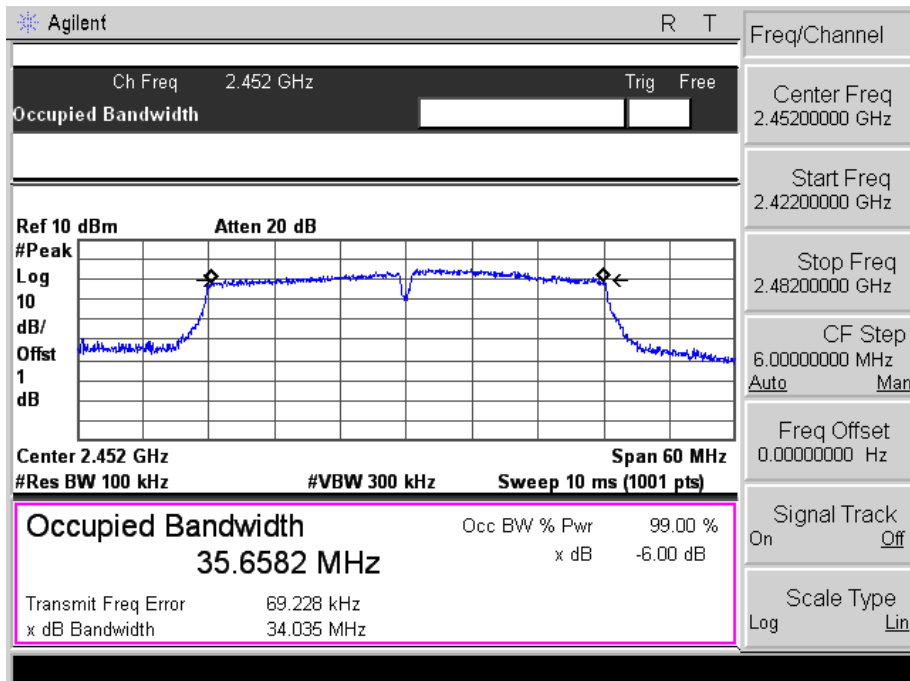 Agilent R T
Freq/Channel
Ch Freq 2.452 GHz Trig Free
Occupied Bandwidth
Center Freq
2.45200000 GHz
Start Freq
2.42200000 GHz
Stop Freq
2.48200000 GHz
CF Step
6.00000000 MHz
Auto Man
Freq Offset
0.00000000 Hz
Signal Track
On Off
Scale Type
Log Lin
Ref 10 dBm Atten 20 dB
#Peak
Log
10
dB/
Offst
1
dB
Center 2.452 GHz Span 60 MHz
#Res BW 100 kHz #VBW 300 kHz Sweep 10 ms (1001 pts)
Occupied Bandwidth Occ BW % Pwr 99.00 %
35.6582 MHz x dB -6.00 dB
Transmit Freq Error 69.228 kHz
x dB Bandwidth 34.035 MHz